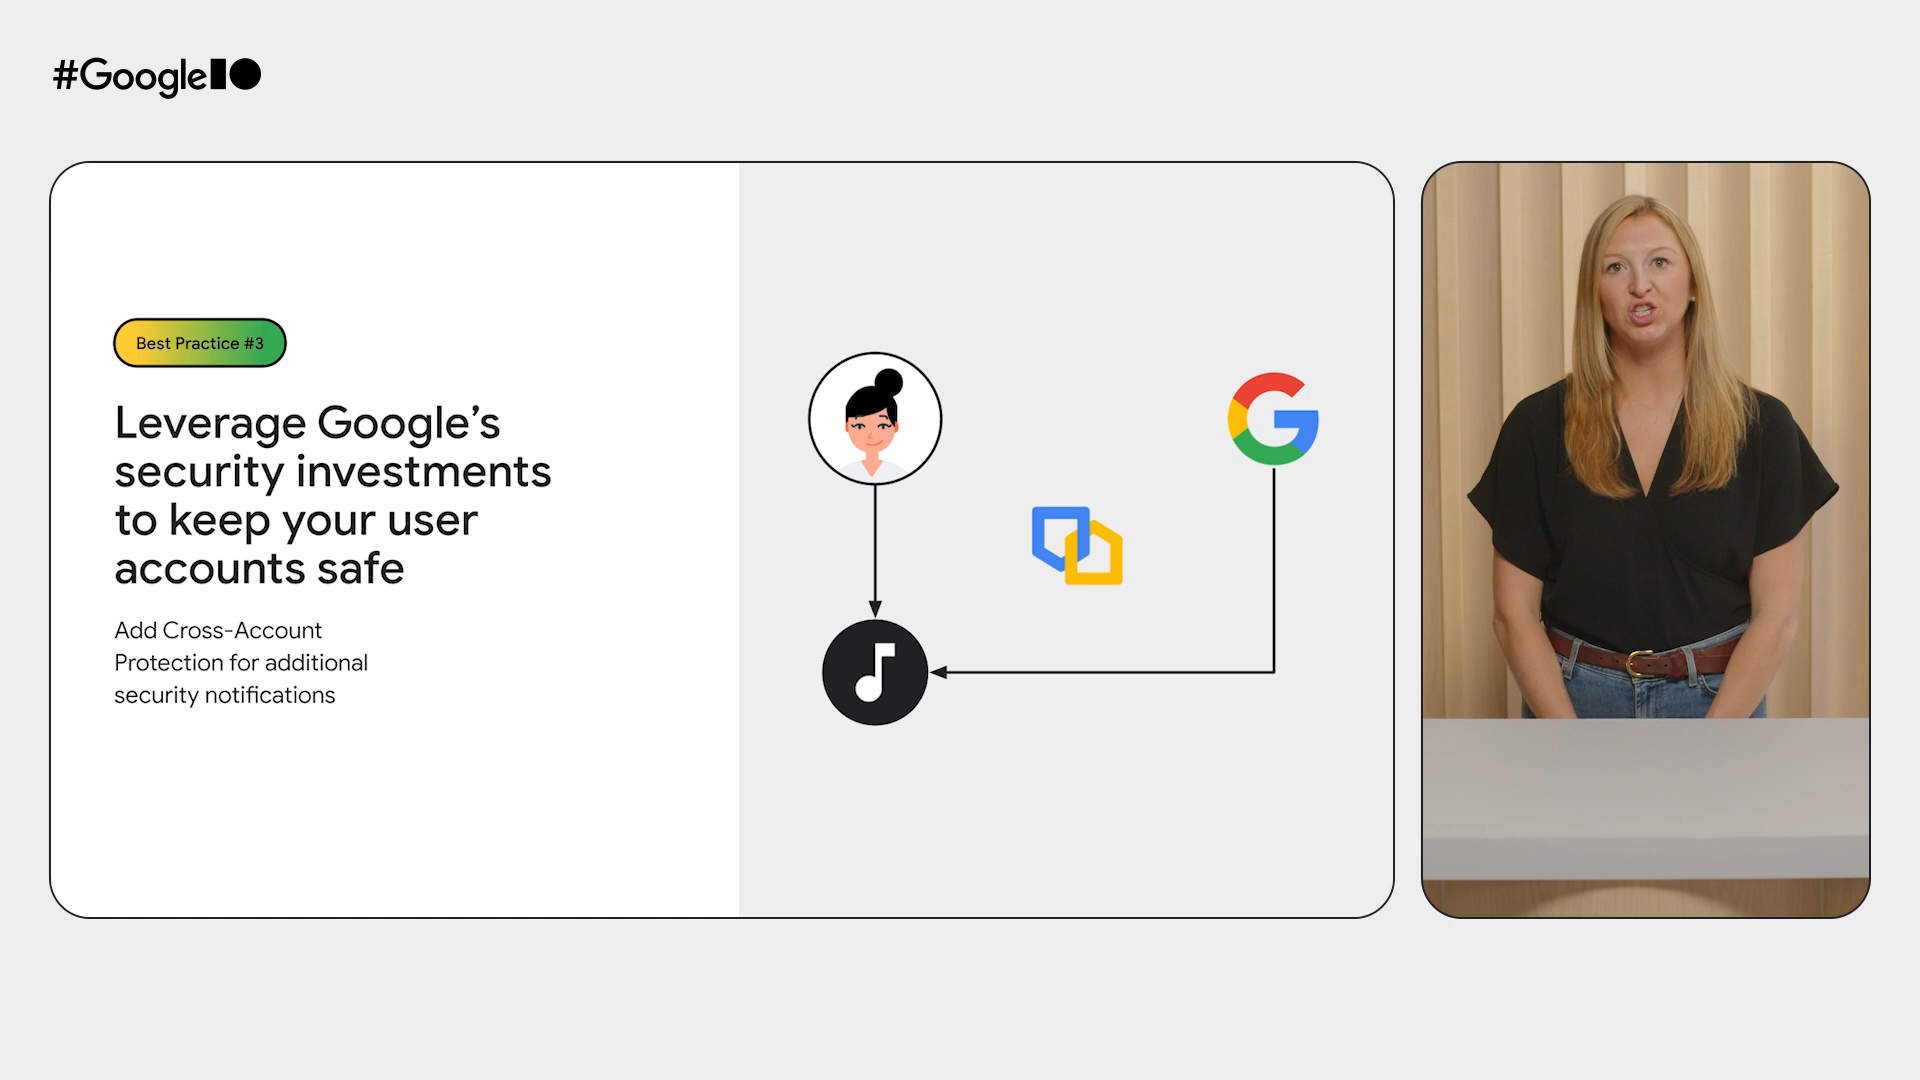 #GoogleIO
Best Practice #3
Leverage Google’s
security investments
to keep your user
accounts safe
Add Cross-Account
Protection for additional
security notifications